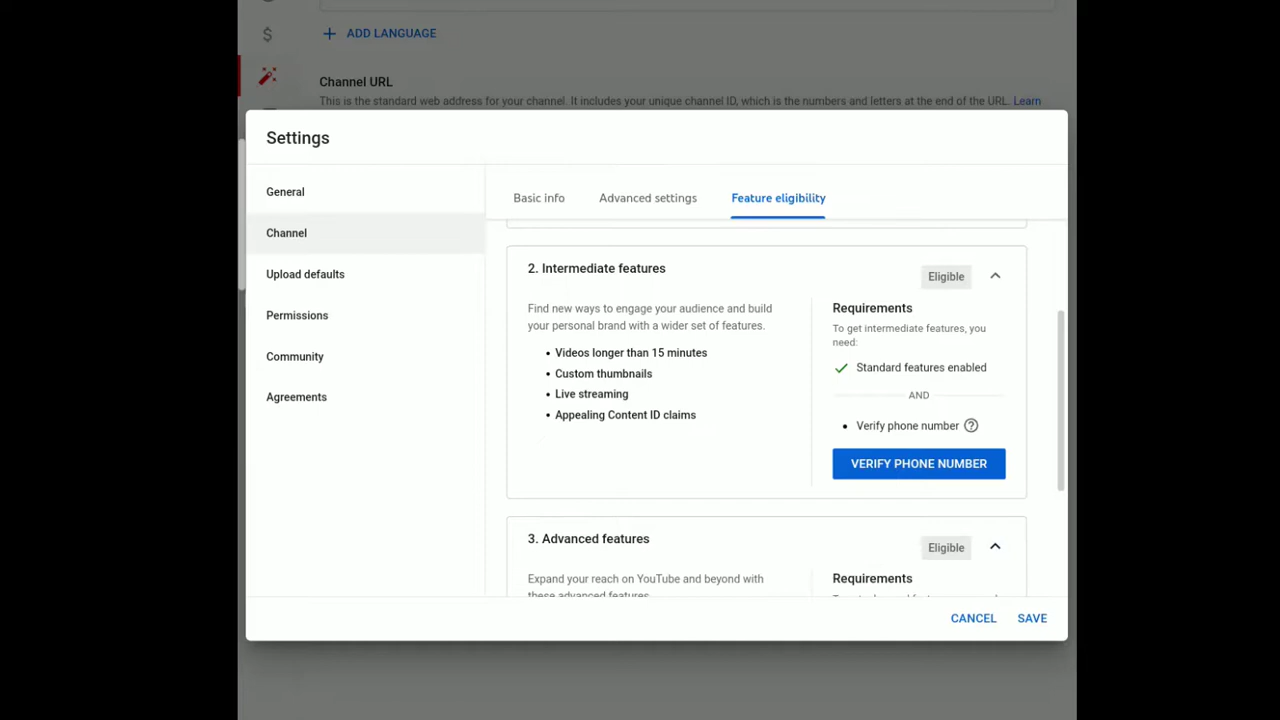 $
+ ADD LANGUAGE
Channel URL
This is the standard web address for your channel. It includes your unique channel ID, which is the numbers and letters at the end of the URL. Learn
Settings
General
Channel
Upload defaults
Permissions
Community
Agreements
Basic info
Advanced settings
Feature eligibility
2. Intermediate features
Eligible
Find new ways to engage your audience and build
your personal brand with a wider set of features.
• Videos longer than 15 minutes
• Custom thumbnails
• Live streaming
• Appealing Content ID claims
Requirements
To get intermediate features, you
need:
Standard features enabled
AND
• Verify phone number ?
VERIFY PHONE NUMBER
3. Advanced features
Eligible
Expand your reach on YouTube and beyond with
these advanced features
Requirements
CANCEL
SAVE